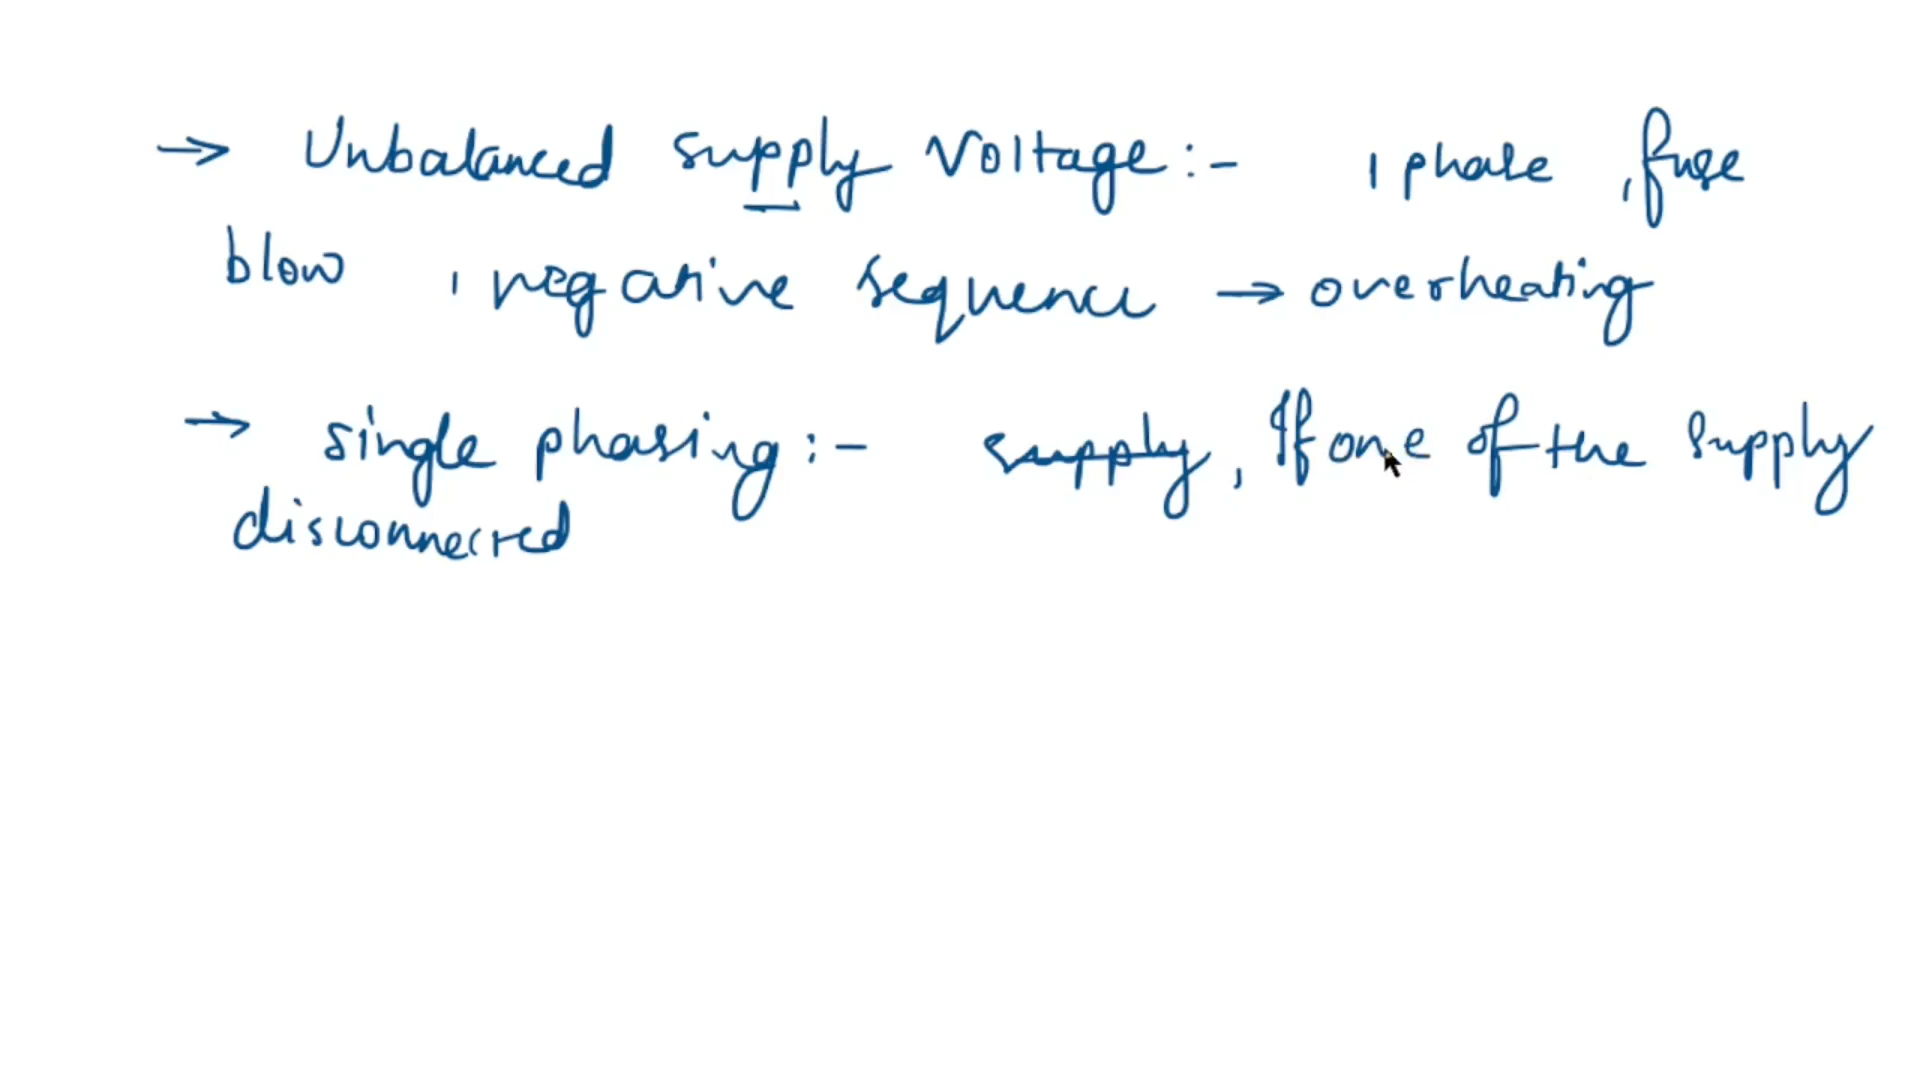 → Unbalanced supply Voltage :- 1 phase , fuse
blow , negative sequence → overheating
→ single phasing :- supply, If one of the supply
disconnected